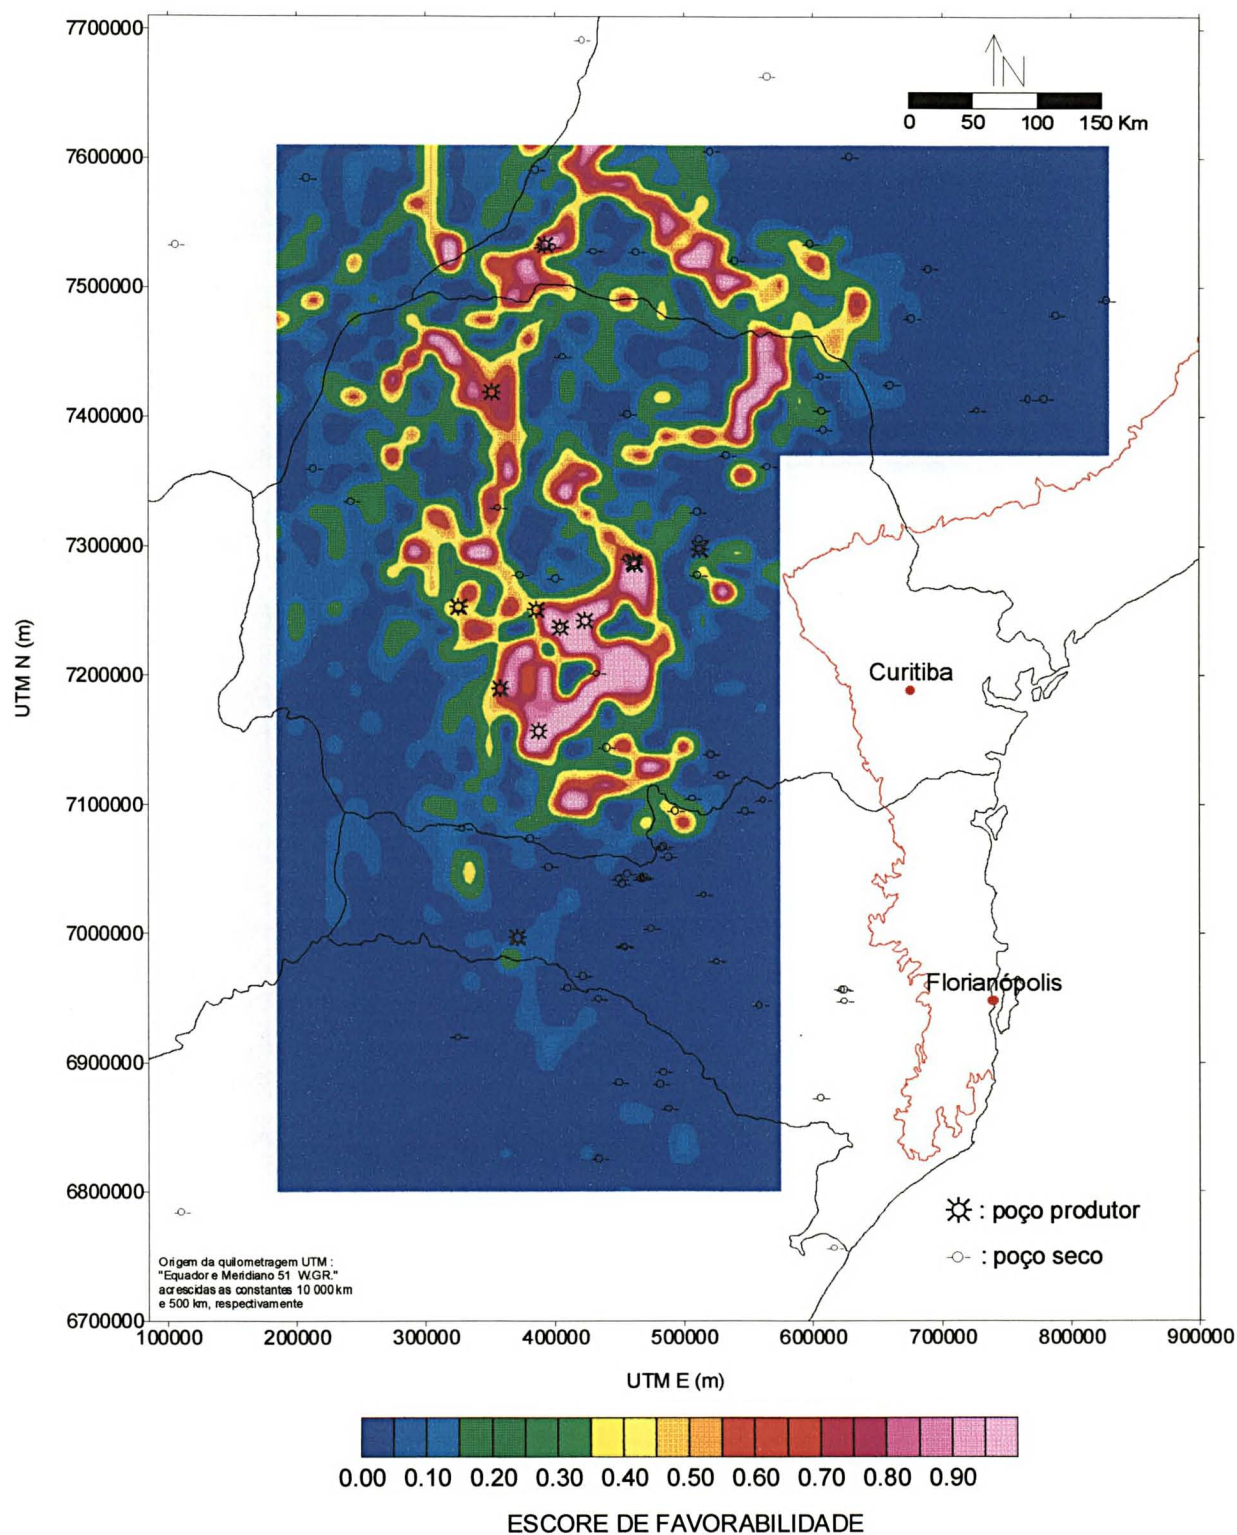 7700000
7600000
7500000
7400000
7300000
7200000
7100000
7000000
6900000
6800000
6700000
UTM N (m)
N
0 50 100 150 Km
Curitiba
Florianópolis
: poço produtor
: poço seco
Origem da quilometragem UTM :
"Equador e Meridiano 51 W.GR."
acrescidas as constantes 10 000 km
e 500 km, respectivamente
100000 200000 300000 400000 500000 600000 700000 800000 900000
UTM E (m)
0.00 0.10 0.20 0.30 0.40 0.50 0.60 0.70 0.80 0.90
ESCORE DE FAVORABILIDADE